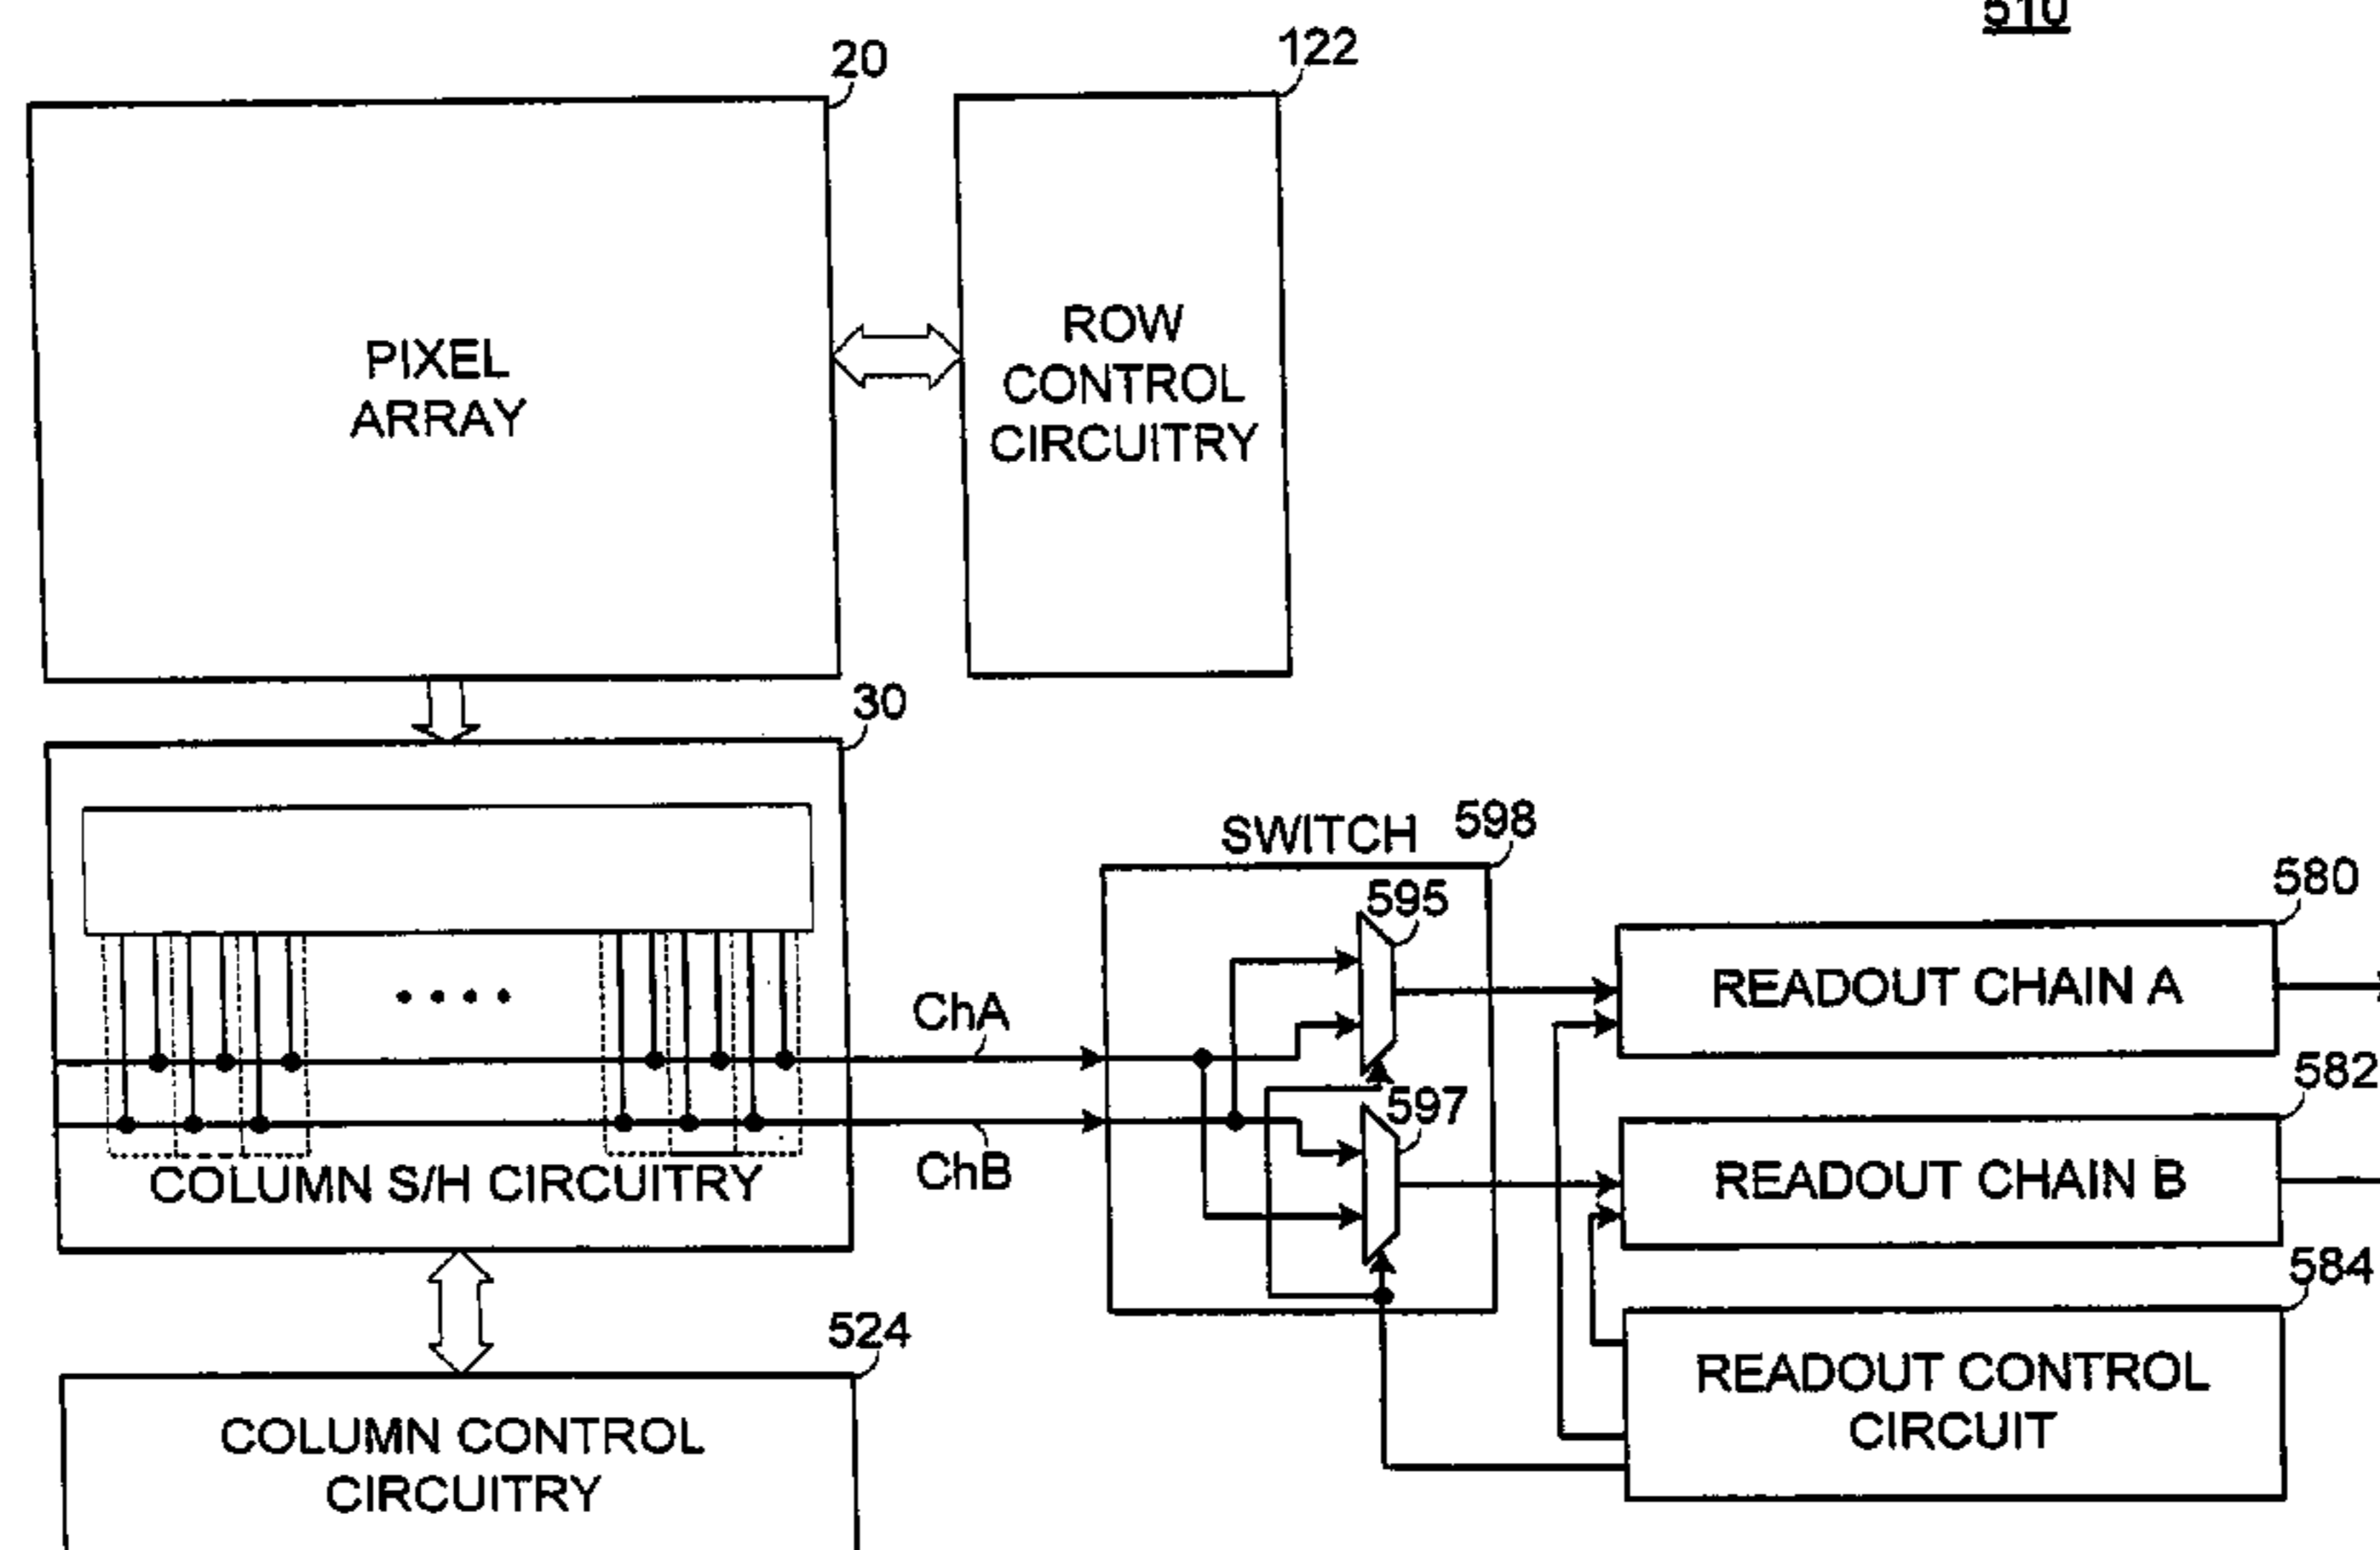 510
20
122
PIXEL
ARRAY
ROW
CONTROL
CIRCUITRY
30
SWITCH
598
595
580
READOUT CHAIN A
ChA
582
597
READOUT CHAIN B
ChB
COLUMN S/H CIRCUITRY
584
524
READOUT CONTROL
CIRCUIT
COLUMN CONTROL
CIRCUITRY